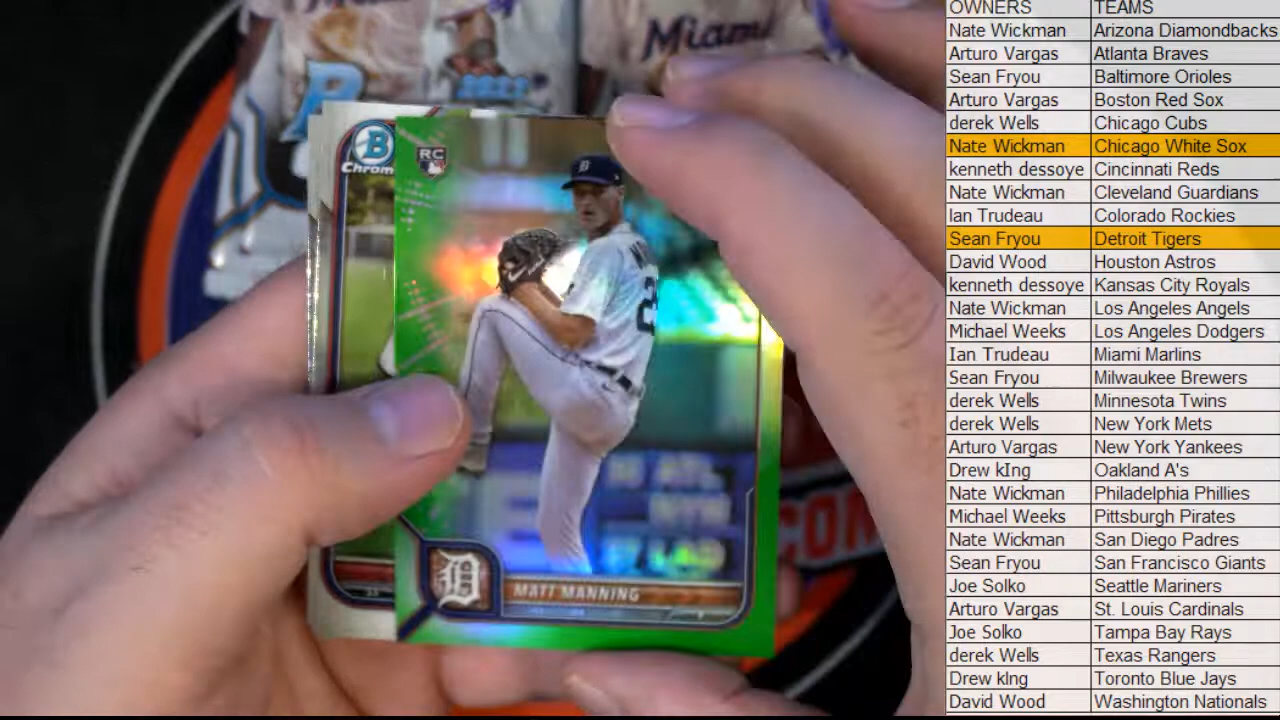 Miami
B
2022
B
Chrome
RC
D
D
MATT MANNING
OWNERS TEAMS
Nate Wickman Arizona Diamondbacks
Arturo Vargas Atlanta Braves
Sean Fryou Baltimore Orioles
Arturo Vargas Boston Red Sox
derek Wells Chicago Cubs
Nate Wickman Chicago White Sox
kenneth dessoye Cincinnati Reds
Nate Wickman Cleveland Guardians
Ian Trudeau Colorado Rockies
Sean Fryou Detroit Tigers
David Wood Houston Astros
kenneth dessoye Kansas City Royals
Nate Wickman Los Angeles Angels
Michael Weeks Los Angeles Dodgers
Ian Trudeau Miami Marlins
Sean Fryou Milwaukee Brewers
derek Wells Minnesota Twins
derek Wells New York Mets
Arturo Vargas New York Yankees
Drew kIng Oakland A's
Nate Wickman Philadelphia Phillies
Michael Weeks Pittsburgh Pirates
Nate Wickman San Diego Padres
Sean Fryou San Francisco Giants
Joe Solko Seattle Mariners
Arturo Vargas St. Louis Cardinals
Joe Solko Tampa Bay Rays
derek Wells Texas Rangers
Drew kIng Toronto Blue Jays
David Wood Washington Nationals